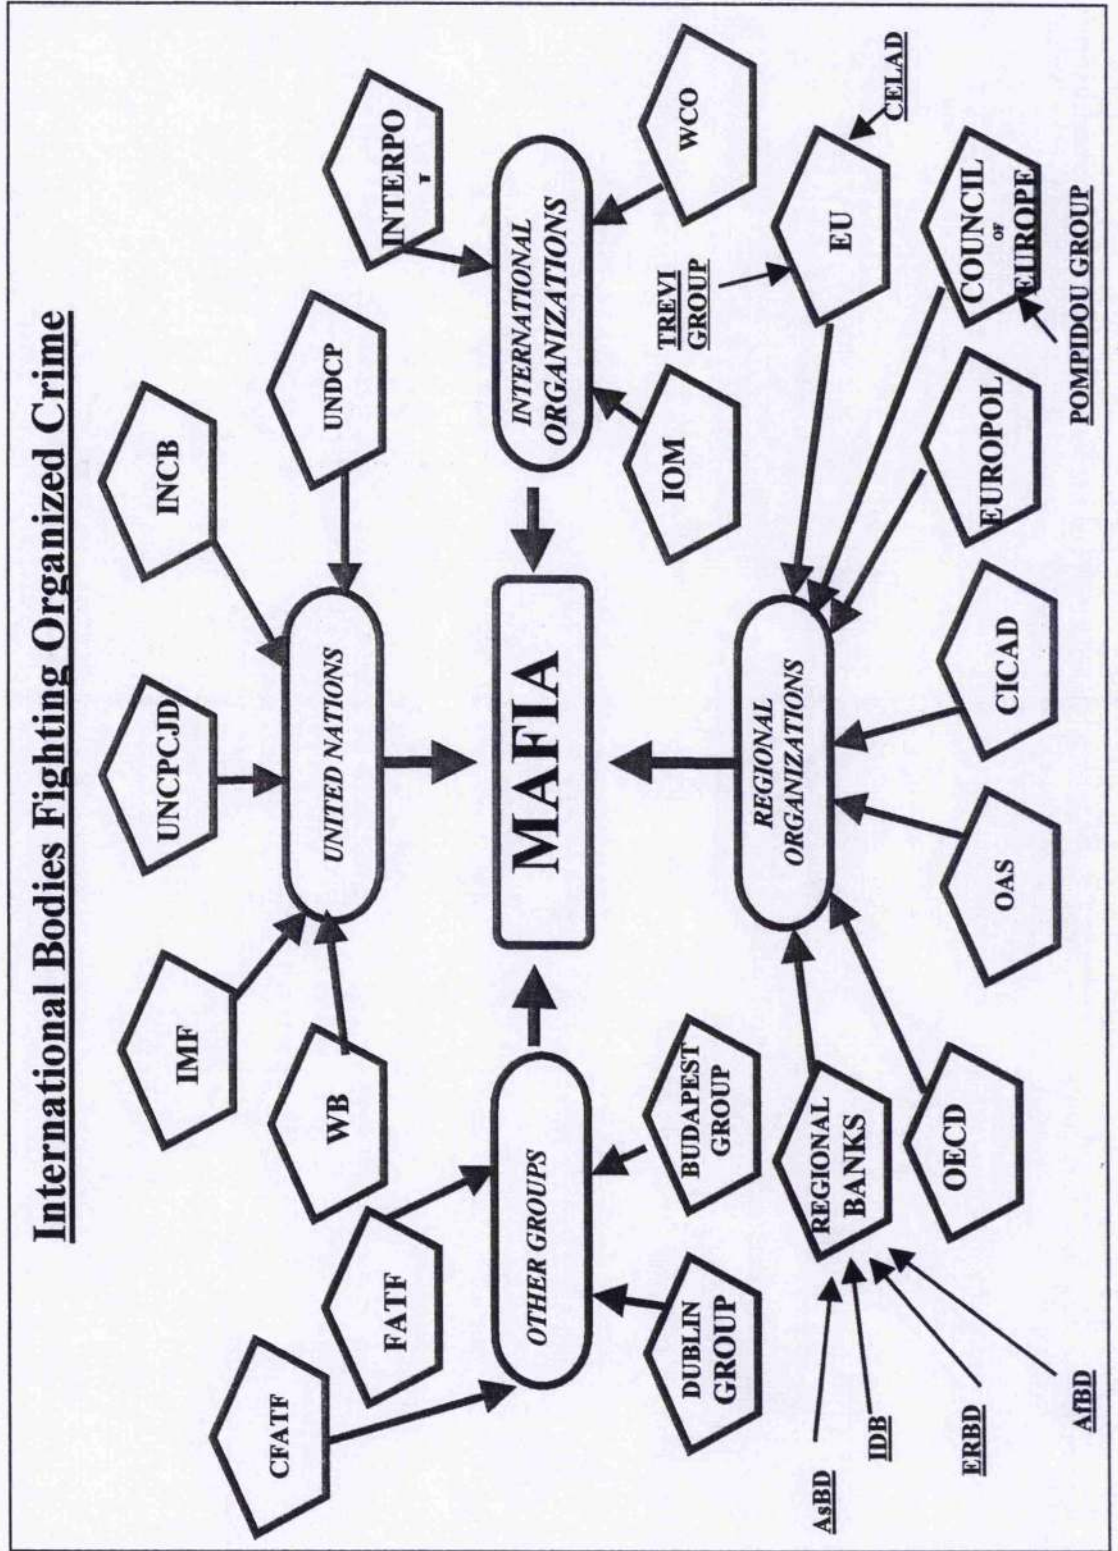 International Bodies Fighting Organized Crime
CFATF
FATF
IMF
WB
UNCPCJD
INCB
UNDCP
INTERPO
UNITED NATIONS
OTHER GROUPS
MAFIA
INTERNATIONAL
ORGANIZATIONS
DUBLIN
GROUP
BUDAPEST
GROUP
IOM
WCO
TREVI
GROUP
REGIONAL
ORGANIZATIONS
REGIONAL
BANKS
EU
CELAD
AsBD
IDB
ERBD
AfBD
OECD
OAS
CICAD
EUROPOL
COUNCIL
OF
EUROPE
POMPIDOU GROUP